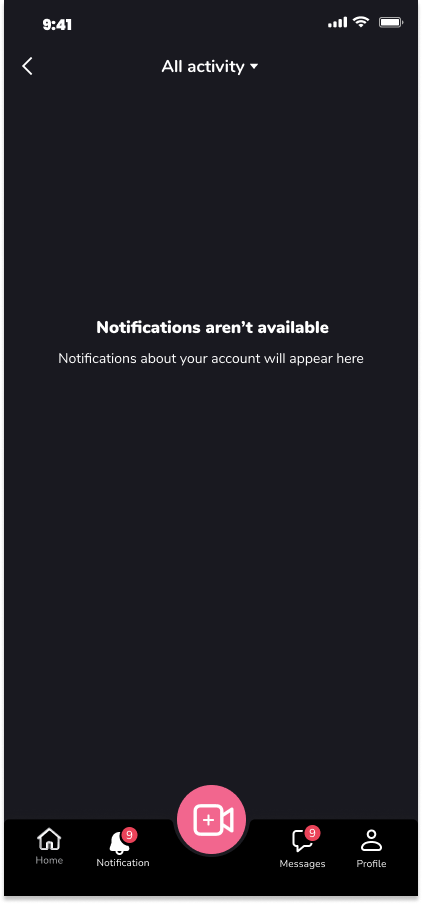 9:41
All activity
Notifications aren’t available
Notifications about your account will appear here
9
9
Home
Notification
Messages
Profile